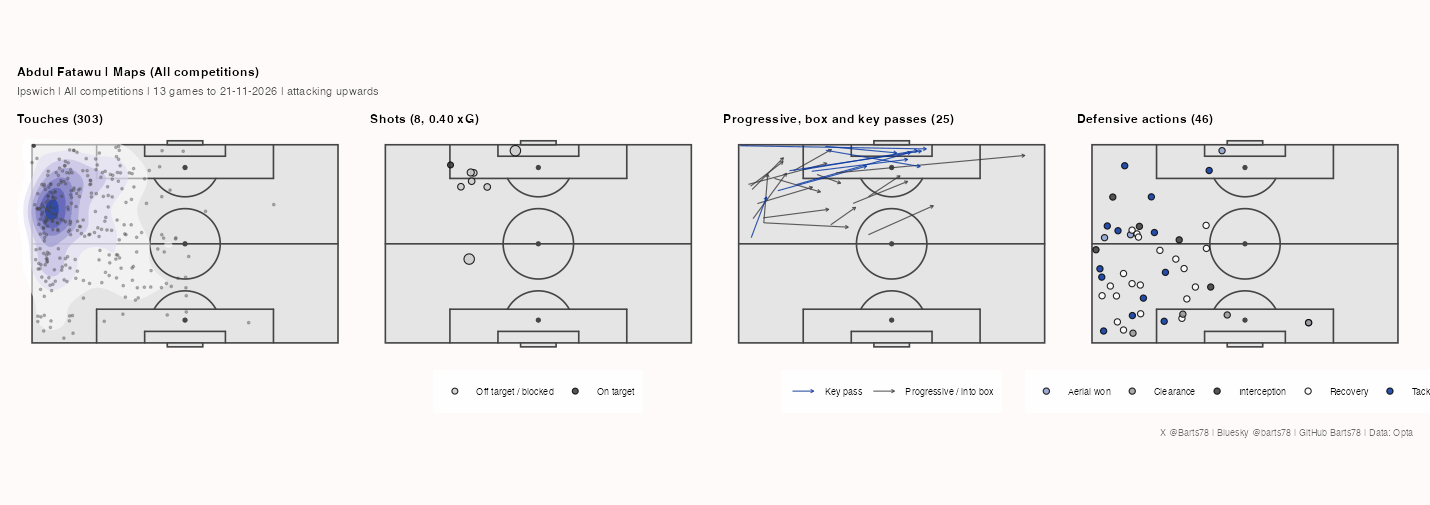 Abdul Fatawu | Maps (All competitions)
Ipswich | All competitions | 13 games to 21-11-2026 | attacking upwards
Touches (303)
Shots (8, 0.40 xG)
Progressive, box and key passes (25)
Defensive actions (46)
Off target / blocked
On target
Key pass
Progressive / into box
Aerial won
Clearance
Interception
Recovery
Tack
X @Barts78 | Bluesky @barts78 | GitHub Barts78 | Data: Opta